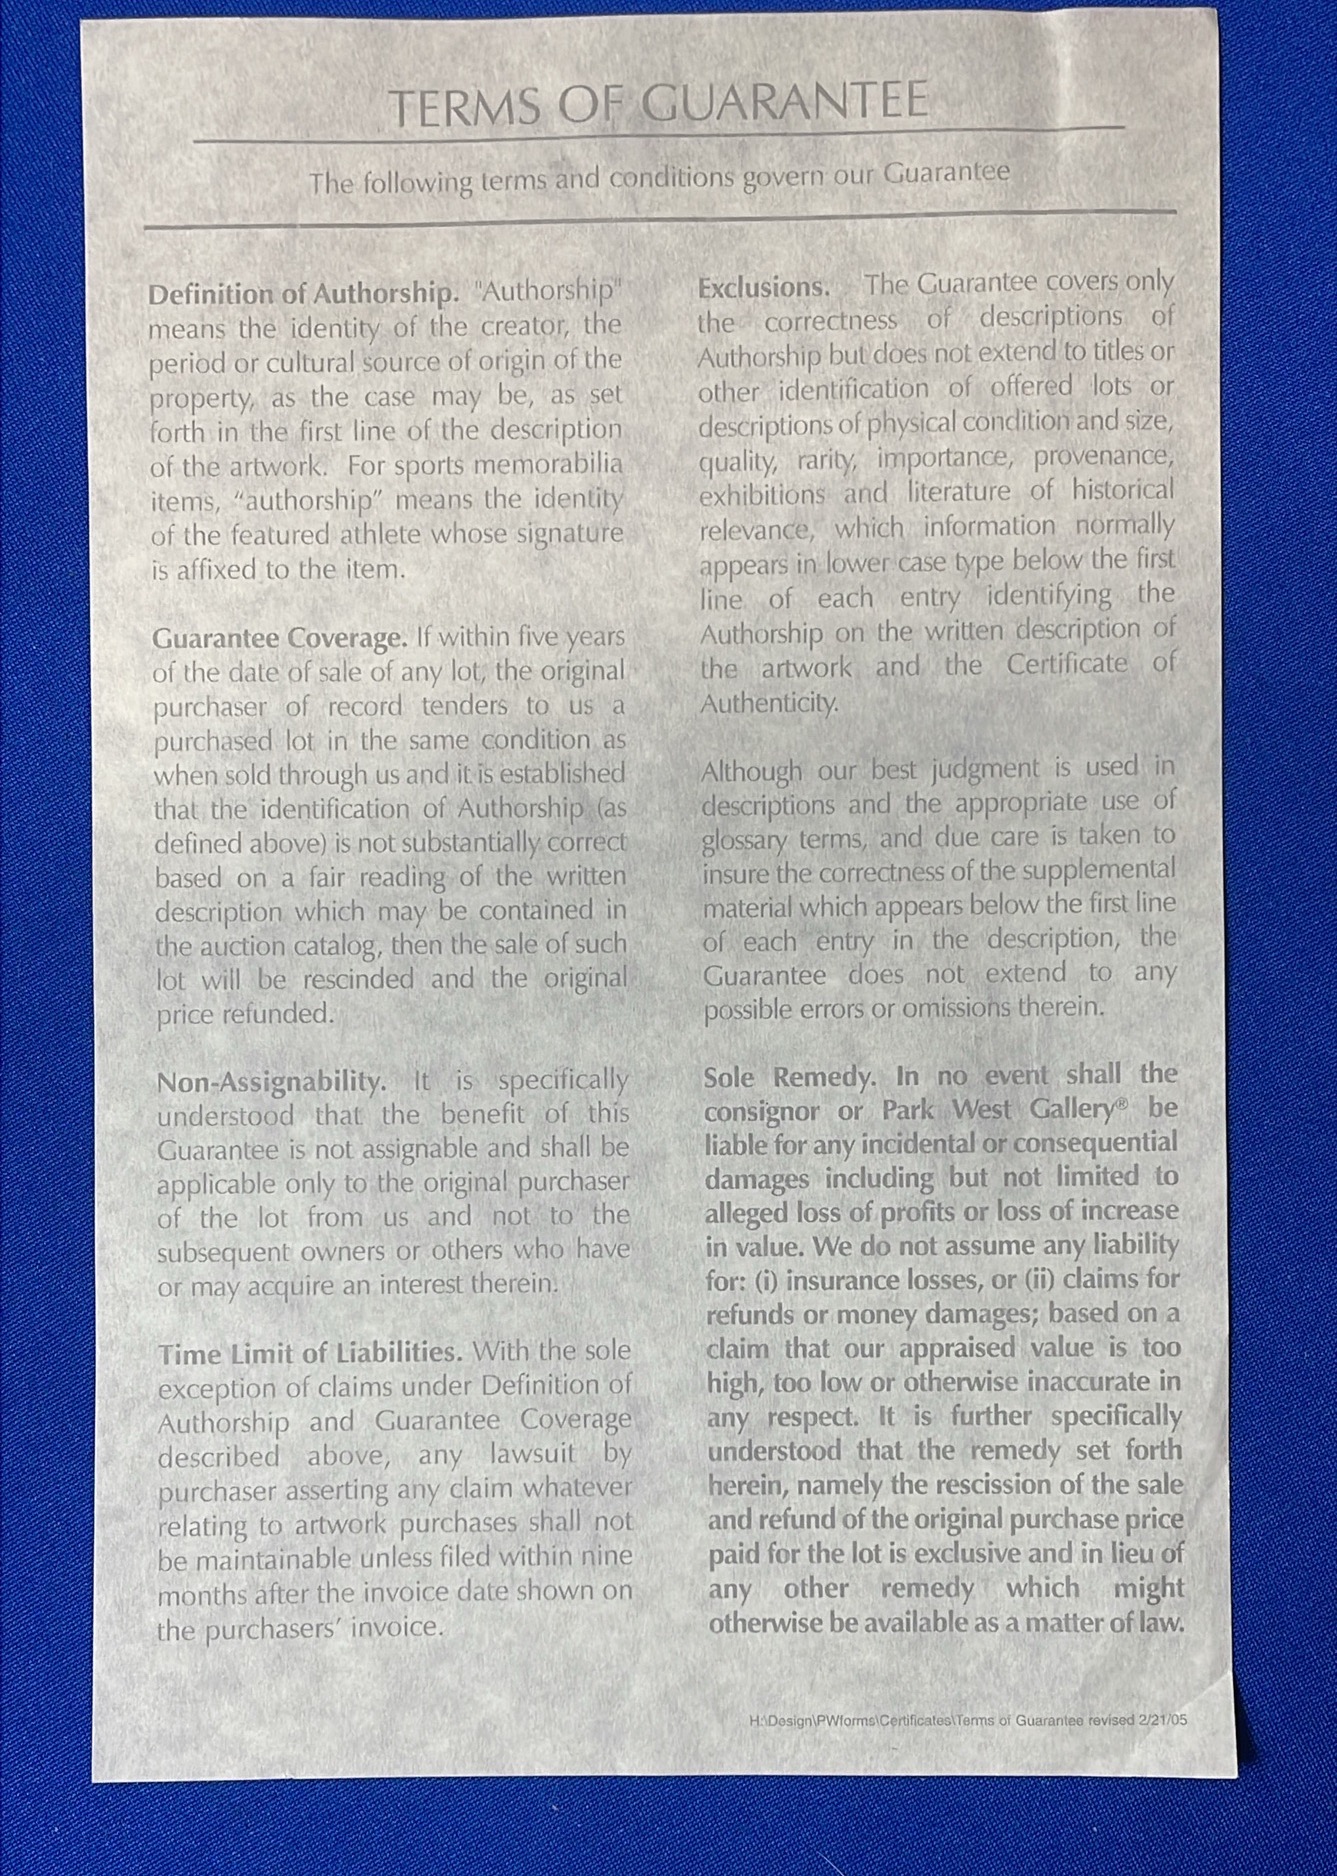 TERMS OF GUARANTEE
The following terms and conditions govern our Guarantee
Definition of Authorship. "Authorship"
means the identity of the creator, the
period or cultural source of origin of the
property, as the case may be, as set
forth in the first line of the description
of the artwork. For sports memorabilia
items, “authorship” means the identity
of the featured athlete whose signature
is affixed to the item.
Guarantee Coverage. If within five years
of the date of sale of any lot, the original
purchaser of record tenders to us a
purchased lot in the same condition as
when sold through us and it is established
that the identification of Authorship (as
defined above) is not substantially correct
based on a fair reading of the written
description which may be contained in
the auction catalog, then the sale of such
lot will be rescinded and the original
price refunded.
Non-Assignability. It is specifically
understood that the benefit of this
Guarantee is not assignable and shall be
applicable only to the original purchaser
of the lot from us and not to the
subsequent owners or others who have
or may acquire an interest therein.
Time Limit of Liabilities. With the sole
exception of claims under Definition of
Authorship and Guarantee Coverage
described above, any lawsuit by
purchaser asserting any claim whatever
relating to artwork purchases shall not
be maintainable unless filed within nine
months after the invoice date shown on
the purchasers’ invoice.
Exclusions. The Guarantee covers only
the correctness of descriptions of
Authorship but does not extend to titles or
other identification of offered lots or
descriptions of physical condition and size,
quality, rarity, importance, provenance,
exhibitions and literature of historical
relevance, which information normally
appears in lower case type below the first
line of each entry identifying the
Authorship on the written description of
the artwork and the Certificate of
Authenticity.
Although our best judgment is used in
descriptions and the appropriate use of
glossary terms, and due care is taken to
insure the correctness of the supplemental
material which appears below the first line
of each entry in the description, the
Guarantee does not extend to any
possible errors or omissions therein.
Sole Remedy. In no event shall the
consignor or Park West Gallery® be
liable for any incidental or consequential
damages including but not limited to
alleged loss of profits or loss of increase
in value. We do not assume any liability
for: (i) insurance losses, or (ii) claims for
refunds or money damages; based on a
claim that our appraised value is too
high, too low or otherwise inaccurate in
any respect. It is further specifically
understood that the remedy set forth
herein, namely the rescission of the sale
and refund of the original purchase price
paid for the lot is exclusive and in lieu of
any other remedy which might
otherwise be available as a matter of law.
H:\Design\PWforms\Certificates\Terms of Guarantee revised 2/21/05